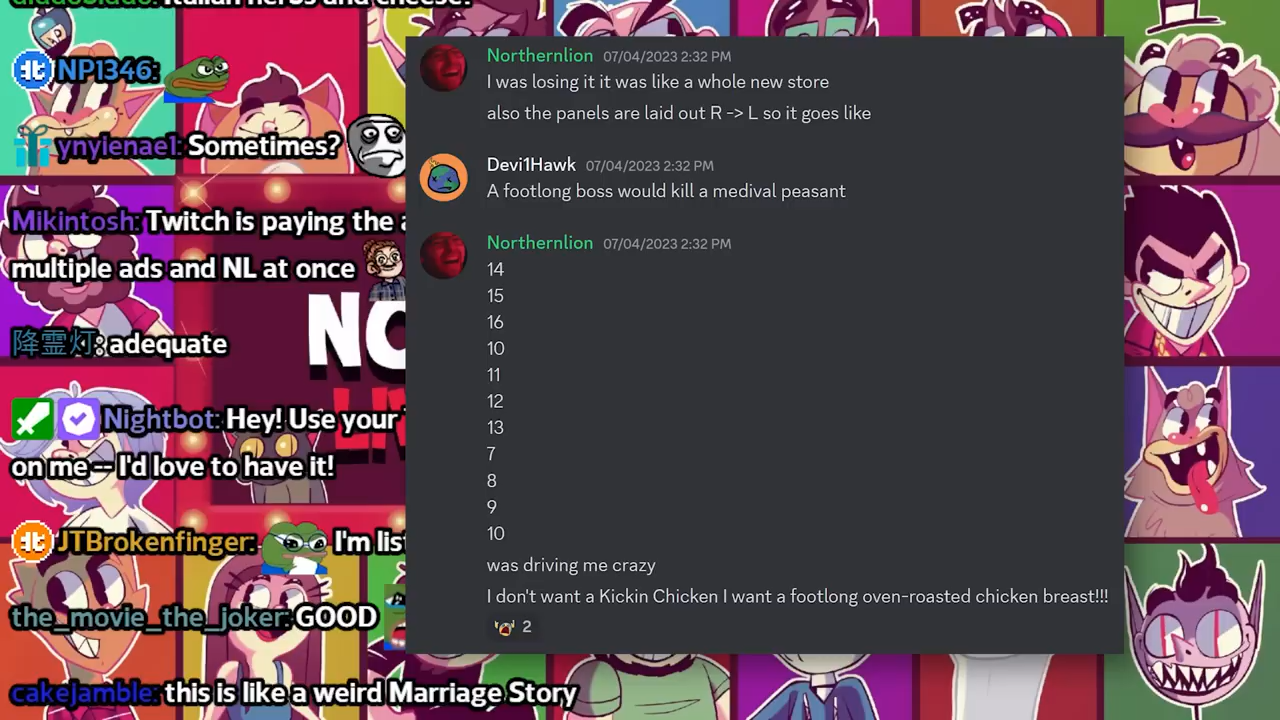 Italian herbs and cheese?
NP1346:
ynylenae1: Sometimes?
Mikintosh: Twitch is paying the
multiple ads and NL at once
降霊灯: adequate
Nightbot: Hey! Use your
on me -- I'd love to have it!
JTBrokenfinger: I'm
the_movie_the_joker: GOOD
cakejamble: this is like a weird Marriage Story
NO
LI
Northernlion 07/04/2023 2:32 PM
I was losing it it was like a whole new store
also the panels are laid out R -> L so it goes like
Devi1Hawk 07/04/2023 2:32 PM
A footlong boss would kill a medival peasant
Northernlion 07/04/2023 2:32 PM
14
15
16
10
11
12
13
7
8
9
10
was driving me crazy
I don't want a Kickin Chicken I want a footlong oven-roasted chicken breast!!!
2